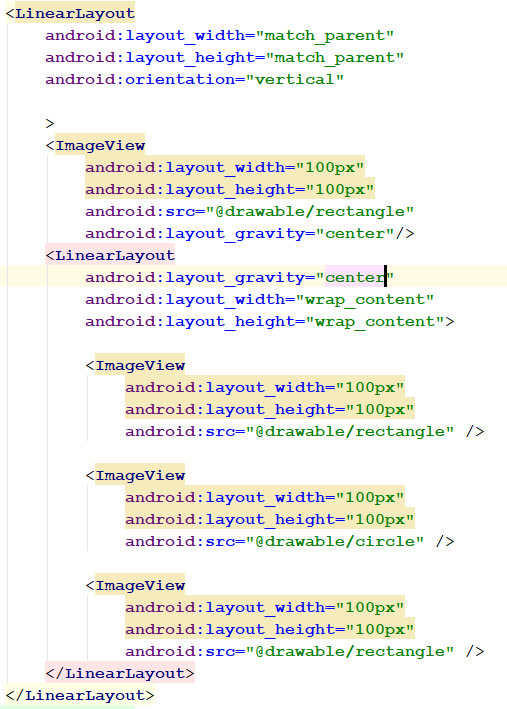 <LinearLayout
android:layout_width="match_parent"
android:layout_height="match_parent"
android:orientation="vertical"
>
<ImageView
android:layout_width="100px"
android:layout_height="100px"
android:src="@drawable/rectangle"
android:layout_gravity="center"/>
<LinearLayout
android:layout_gravity="center"
android:layout_width="wrap_content"
android:layout_height="wrap_content">
<ImageView
android:layout_width="100px"
android:layout_height="100px"
android:src="@drawable/rectangle" />
<ImageView
android:layout_width="100px"
android:layout_height="100px"
android:src="@drawable/circle" />
<ImageView
android:layout_width="100px"
android:layout_height="100px"
android:src="@drawable/rectangle" />
</LinearLayout>
</LinearLayout>